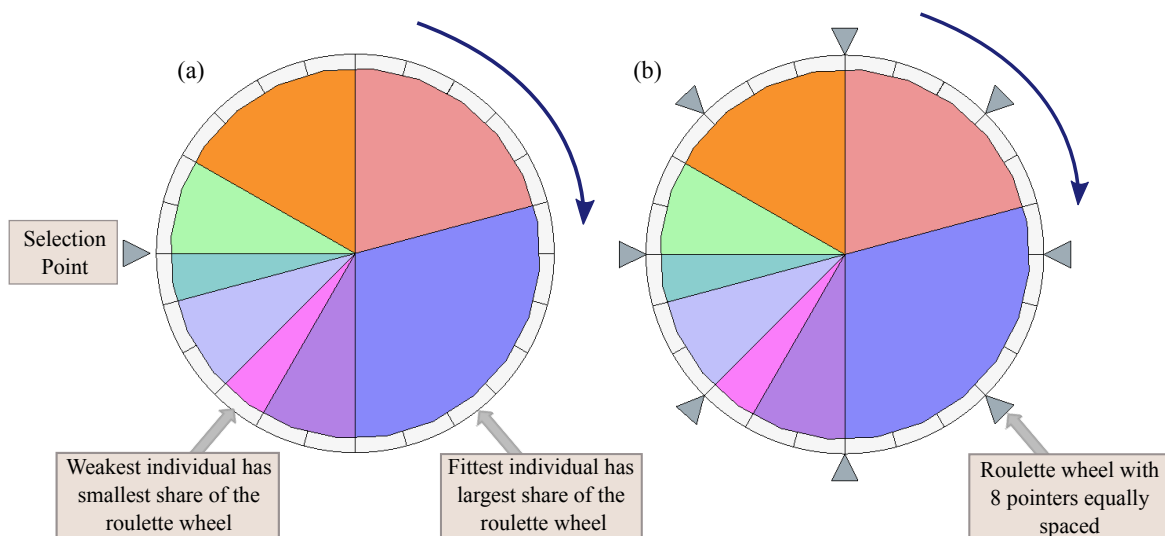 (a)
(b)
Selection
Point
Weakest individual has
smallest share of the
roulette wheel
Fittest individual has
largest share of the
roulette wheel
Roulette wheel with
8 pointers equally
spaced